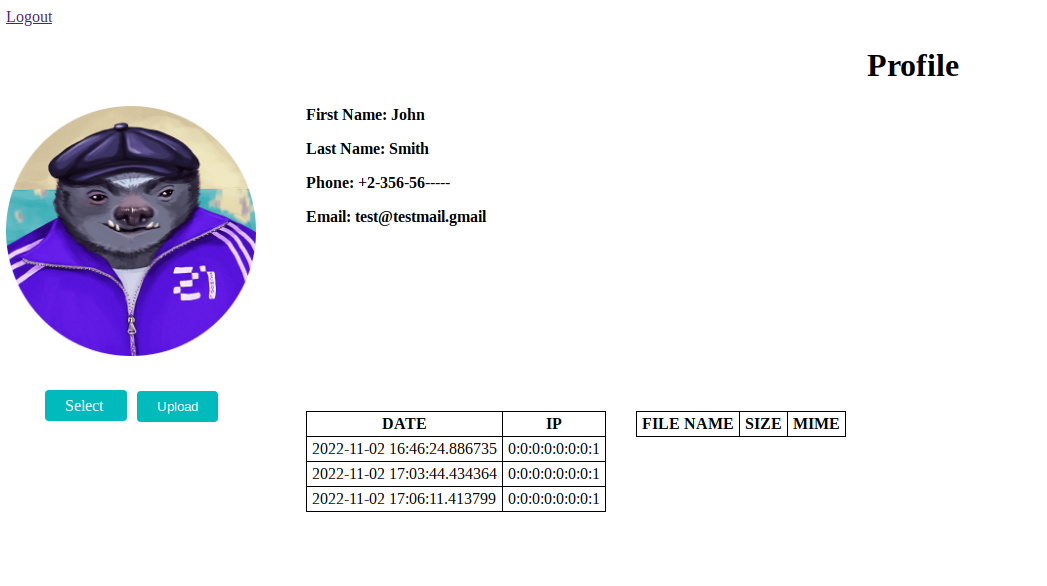 Logout
Profile
First Name: John
Last Name: Smith
Phone: +2-356-56-----
Email: test@testmail.gmail
21
Select Upload
DATE IP FILE NAME SIZE MIME
2022-11-02 16:46:24.886735 0:0:0:0:0:0:0:1
2022-11-02 17:03:44.434364 0:0:0:0:0:0:0:1
2022-11-02 17:06:11.413799 0:0:0:0:0:0:0:1